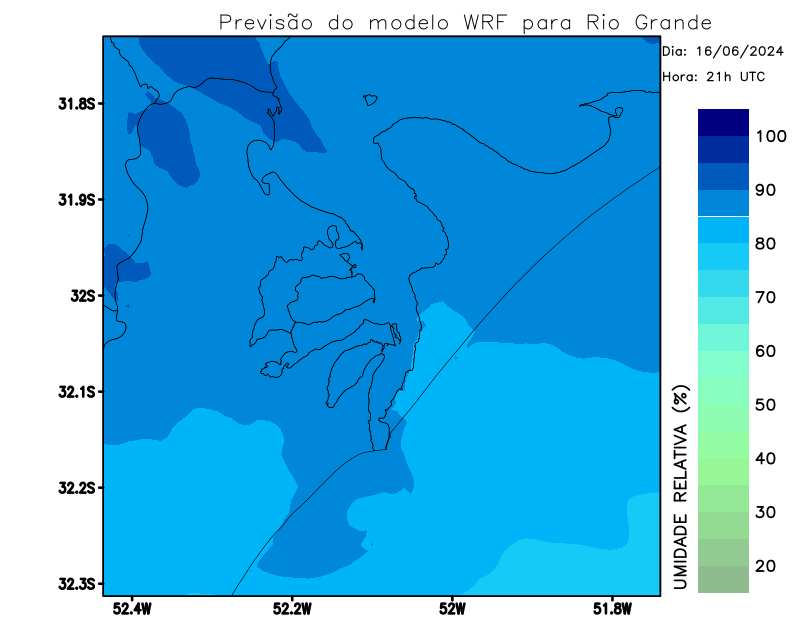 Previsão do modelo WRF para Rio Grande
Dia: 16/06/2024
Hora: 21h UTC
31.8S
31.9S
32S
32.1S
32.2S
32.3S
52.4W
52.2W
52W
51.8W
100
90
80
70
60
50
40
30
20
UMIDADE RELATIVA (%)